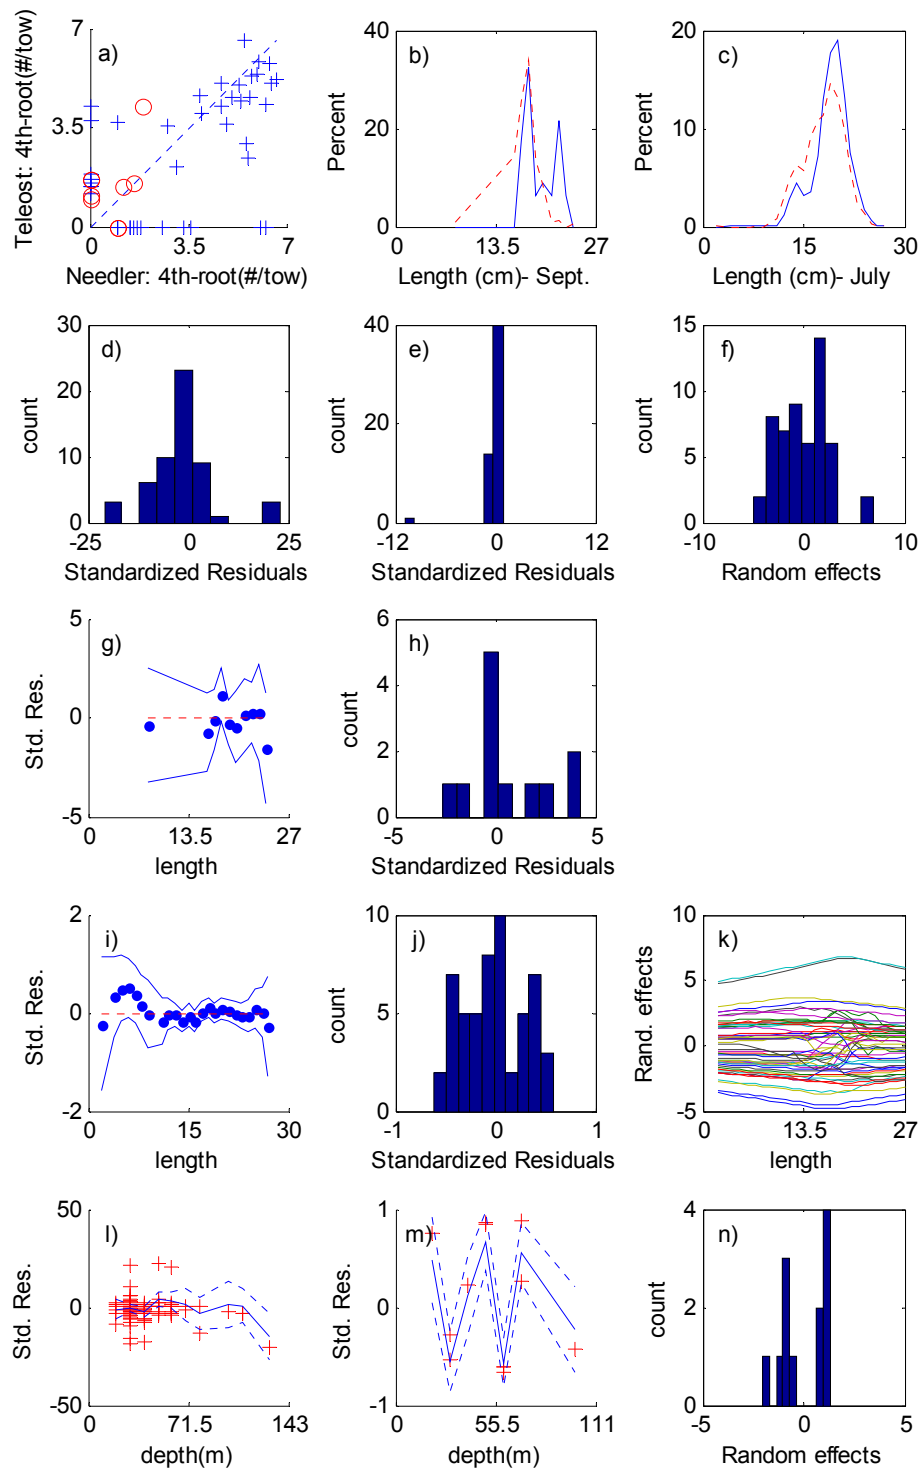 a)
Teleost: 4th-root(#/tow)
7
3.5
0
0 3.5 7
Needler: 4th-root(#/tow)
b)
Percent
40
20
0
0 13.5 27
Length (cm)- Sept.
c)
Percent
20
10
0
0 15 30
Length (cm)- July
d)
count
30
20
10
0
-25 0 25
Standardized Residuals
e)
count
40
20
0
-12 0 12
Standardized Residuals
f)
count
15
10
5
0
-10 0 10
Random effects
g)
Std. Res.
5
0
-5
0 13.5 27
length
h)
count
6
4
2
0
-5 0 5
Standardized Residuals
i)
Std. Res.
2
0
-2
0 15 30
length
j)
count
10
5
0
-1 0 1
Standardized Residuals
k)
Rand. effects
10
5
0
-5
0 13.5 27
length
l)
Std. Res.
50
0
-50
0 71.5 143
depth(m)
m)
Std. Res.
1
0
-1
0 55.5 111
depth(m)
n)
count
4
2
0
-5 0 5
Random effects